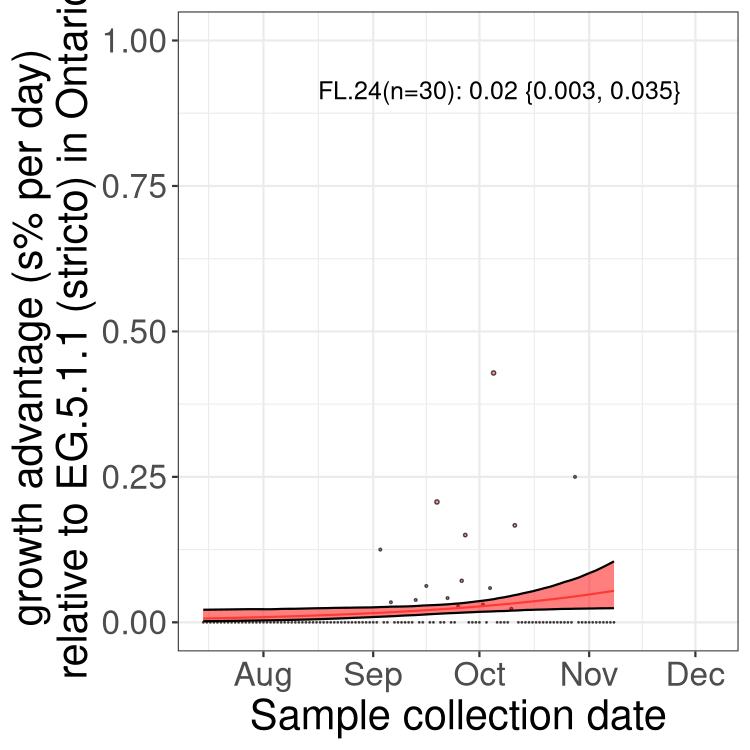 growth advantage (s% per day)
relative to EG.5.1.1 (stricto) in Ontario
1.00
0.75
0.50
0.25
0.00
FL.24(n=30): 0.02 {0.003, 0.035}
Aug Sep Oct Nov Dec
Sample collection date